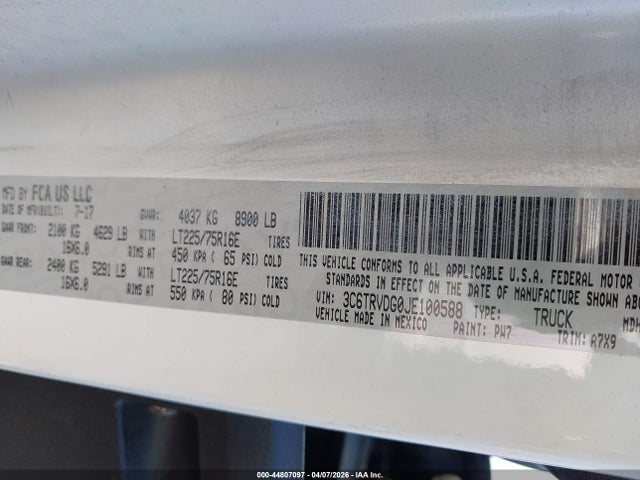 MFD BY FCA US LLC
DATE OF MFR(BUILT): 7-17 GVWR: 4037 KG 8900 LB
GAWR FRONT: 2100 KG 4629 LB WITH LT225/75R16E TIRES
16X6.0 RIMS AT 450 KPA ( 65 PSI) COLD
GAWR REAR: 2400 KG 5291 LB WITH LT225/75R16E TIRES
16X6.0 RIMS AT 550 KPA ( 80 PSI) COLD
THIS VEHICLE CONFORMS TO ALL APPLICABLE U.S.A. FEDERAL MOTOR
STANDARDS IN EFFECT ON THE DATE OF MANUFACTURE SHOWN
VIN: 3C6TRVDG0JE100588 TYPE: TRUCK
VEHICLE MADE IN MEXICO PAINT: PW7 TRIM: A7X9
000-44807097 - 04/07/2026 - IAA Inc.